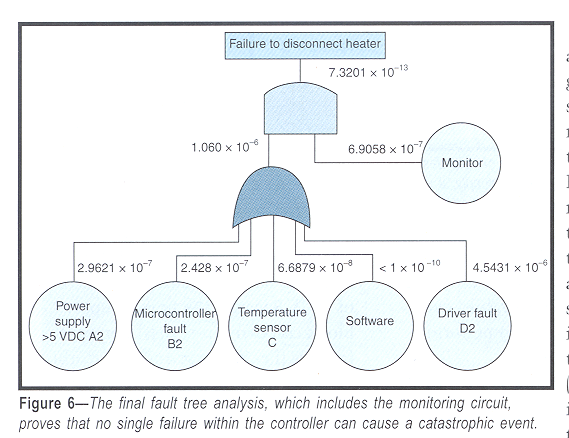 Failure to disconnect heater
7.3201 × 10⁻¹³
1.060 × 10⁻⁶
6.9058 × 10⁻⁷
Monitor
2.9621 × 10⁻⁷
2.428 × 10⁻⁷
6.6879 × 10⁻⁸
< 1 × 10⁻¹⁰
4.5431 × 10⁻⁶
Power
supply
>5 VDC A2
Microcontroller
fault
B2
Temperature
sensor
C
Software
Driver fault
D2
Figure 6—The final fault tree analysis, which includes the monitoring circuit,
proves that no single failure within the controller can cause a catastrophic event.